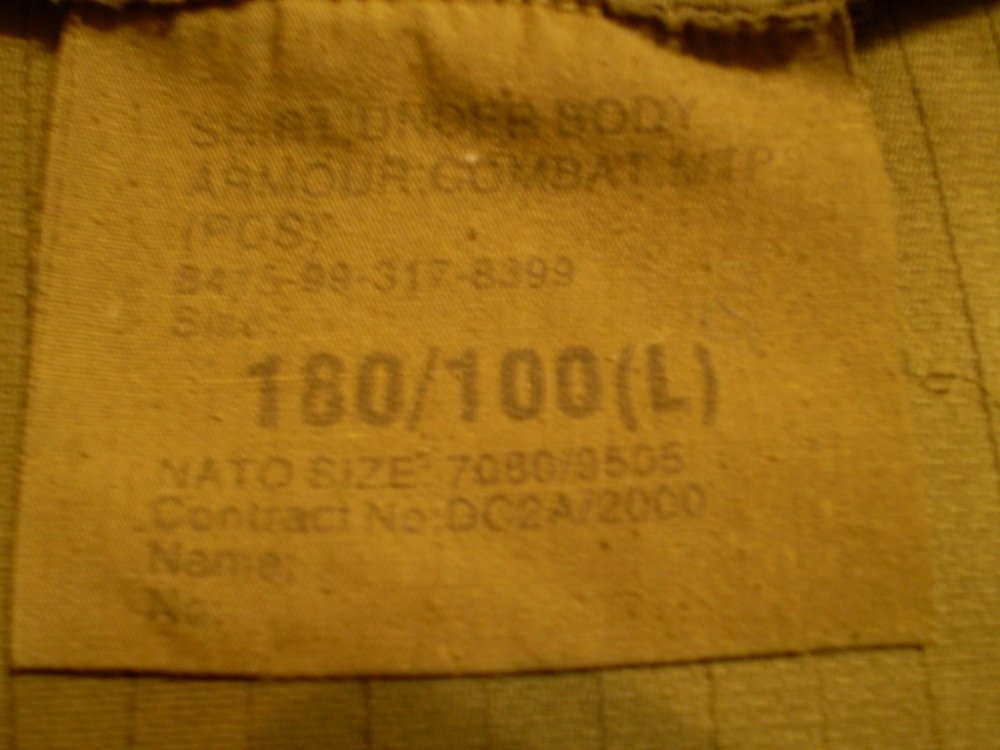 SHIRT UNDER BODY
ARMOUR COMBAT MTP
(PCS)
8415-99-317-8399
Size:
180/100(L)
NATO SIZE: 7080/9505
Contract No:DC2A/2000
Name:
No: